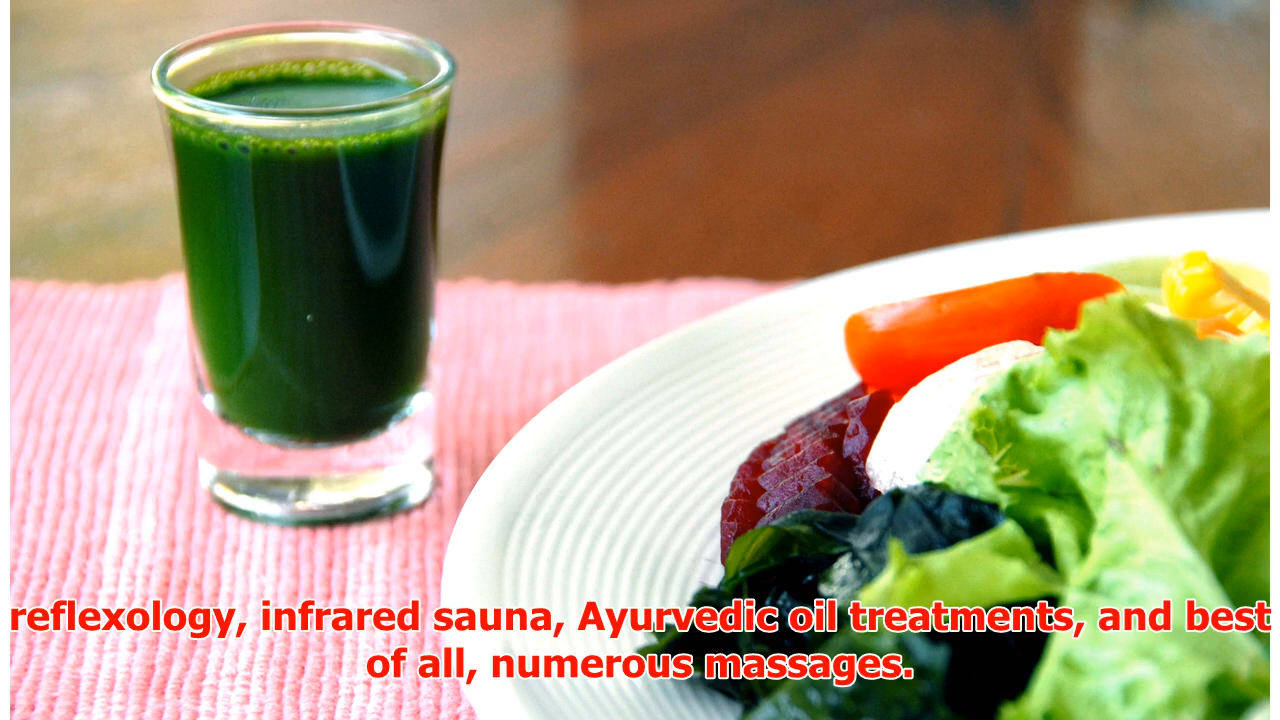 reflexology, infrared sauna, Ayurvedic oil treatments, and best
of all, numerous massages.